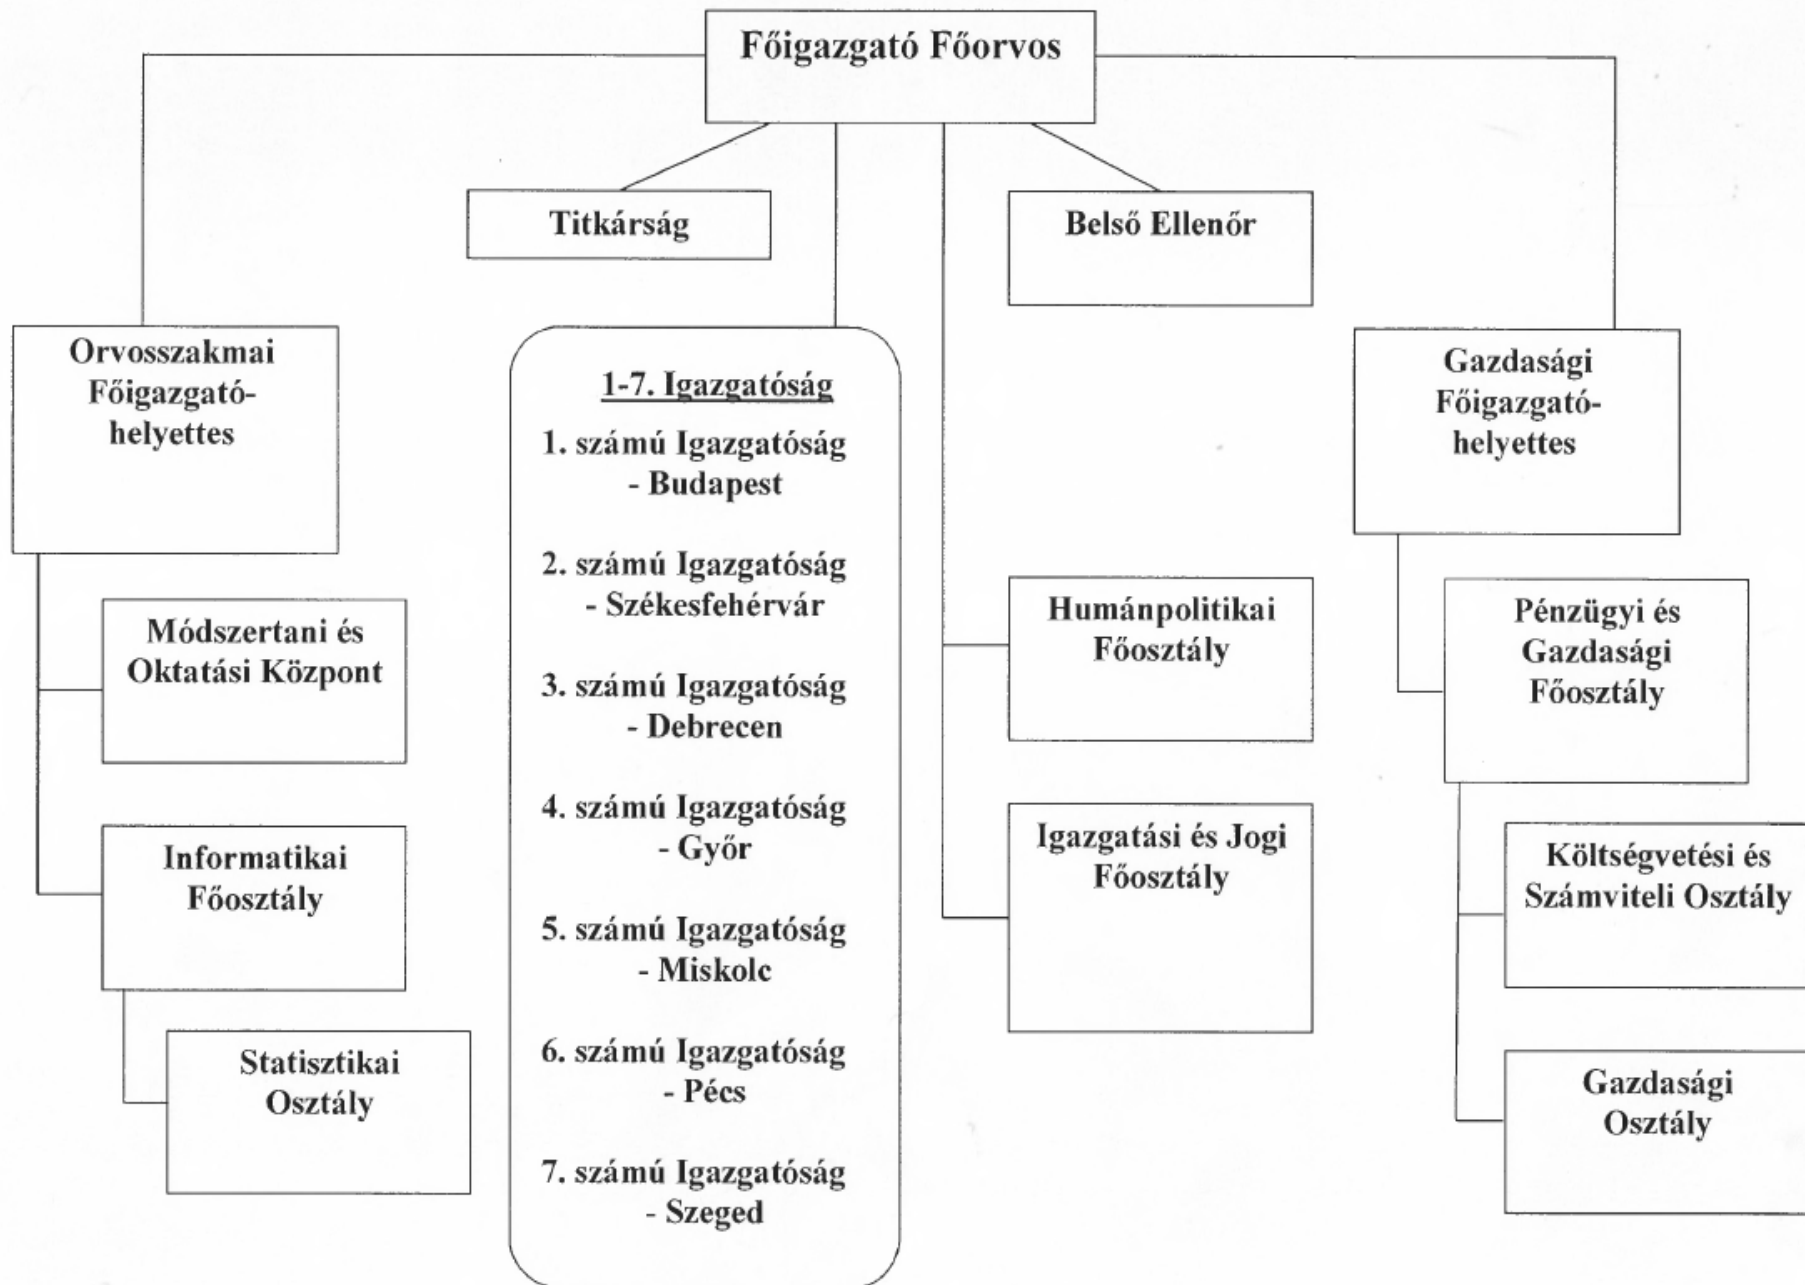 Főigazgató Főorvos
Titkárság
Belső Ellenőr
Orvosszakmai
Főigazgató-
helyettes
Módszertani és
Oktatási Központ
Informatikai
Főosztály
Statisztikai
Osztály
1-7. Igazgatóság
1. számú Igazgatóság
- Budapest
2. számú Igazgatóság
- Székesfehérvár
3. számú Igazgatóság
- Debrecen
4. számú Igazgatóság
- Győr
5. számú Igazgatóság
- Miskolc
6. számú Igazgatóság
- Pécs
7. számú Igazgatóság
- Szeged
Humánpolitikai
Főosztály
Igazgatási és Jogi
Főosztály
Gazdasági
Főigazgató-
helyettes
Pénzügyi és
Gazdasági
Főosztály
Költségvetési és
Számviteli Osztály
Gazdasági
Osztály